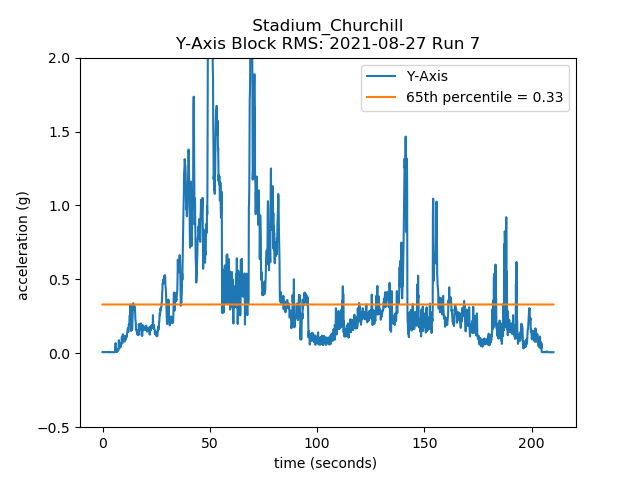 Stadium_Churchill
Y-Axis Block RMS: 2021-08-27 Run 7
Y-Axis
65th percentile = 0.33
2.0
1.5
1.0
0.5
0.0
−0.5
acceleration (g)
0
50
100
150
200
time (seconds)